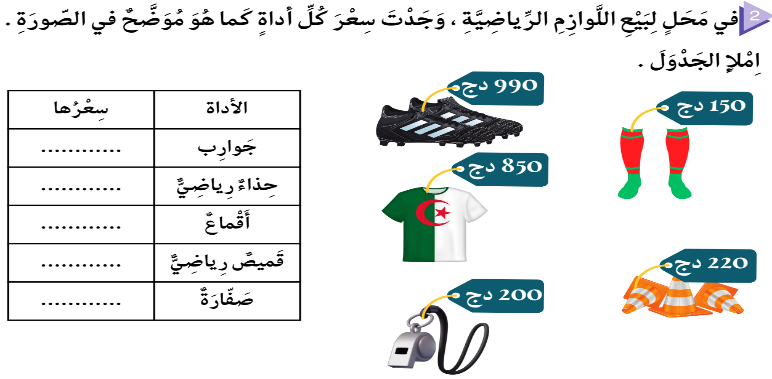 2 في مَحَلٍ لِبَيْعِ اللَّوازِمِ الرِّياضِيَّةِ ، وَجَدْتَ سِعْرَ كُلِّ أداةٍ كَما هُوَ مُوَضَّحٌ في الصّورَةِ .
اِمْلإِ الجَدْوَلَ .
990 دج
150 دج
850 دج
220 دج
200 دج
الأداة سِعْرُها
جَوارِب ............
حِذاءٌ رِياضِيٌّ ............
أَقْماعٌ ............
قَميصٌ رِياضِيٌّ ............
صَفّارَةٌ ............